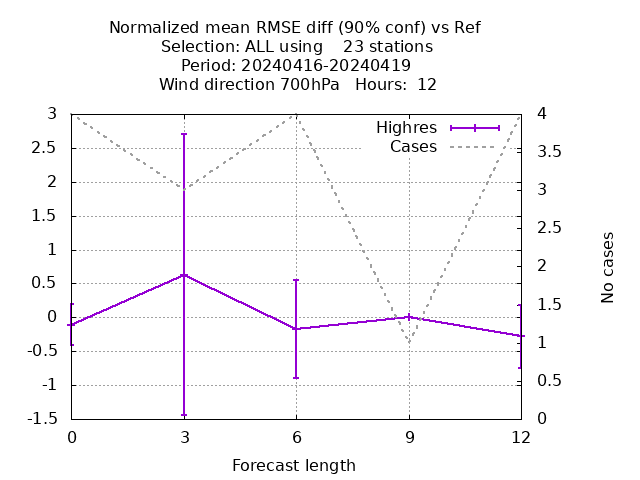 Normalized mean RMSE diff (90% conf) vs Ref
Selection: ALL using    23 stations
Period: 20240416-20240419
Wind direction 700hPa   Hours:  12
Highres
Cases
3
2.5
2
1.5
1
0.5
0
-0.5
-1
-1.5
4
3.5
3
2.5
2
1.5
1
0.5
0
No cases
0 3 6 9 12
Forecast length